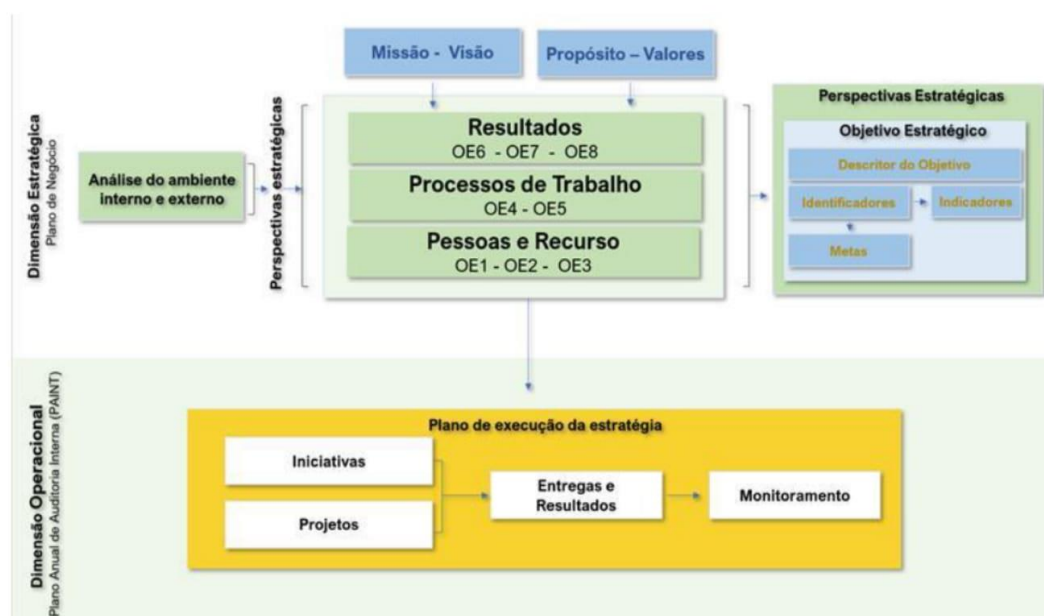 Missão - Visão
Propósito – Valores
Dimensão Estratégica
Plano de Negócio
Análise do ambiente
interno e externo
Perspectivas estratégicas
Resultados
OE6 - OE7 - OE8
Processos de Trabalho
OE4 - OE5
Pessoas e Recurso
OE1 - OE2 - OE3
Perspectivas Estratégicas
Objetivo Estratégico
Descritor do Objetivo
Identificadores
Indicadores
Metas
Dimensão Operacional
Plano Anual de Auditoria Interna (PAINT)
Plano de execução da estratégia
Iniciativas
Projetos
Entregas e
Resultados
Monitoramento